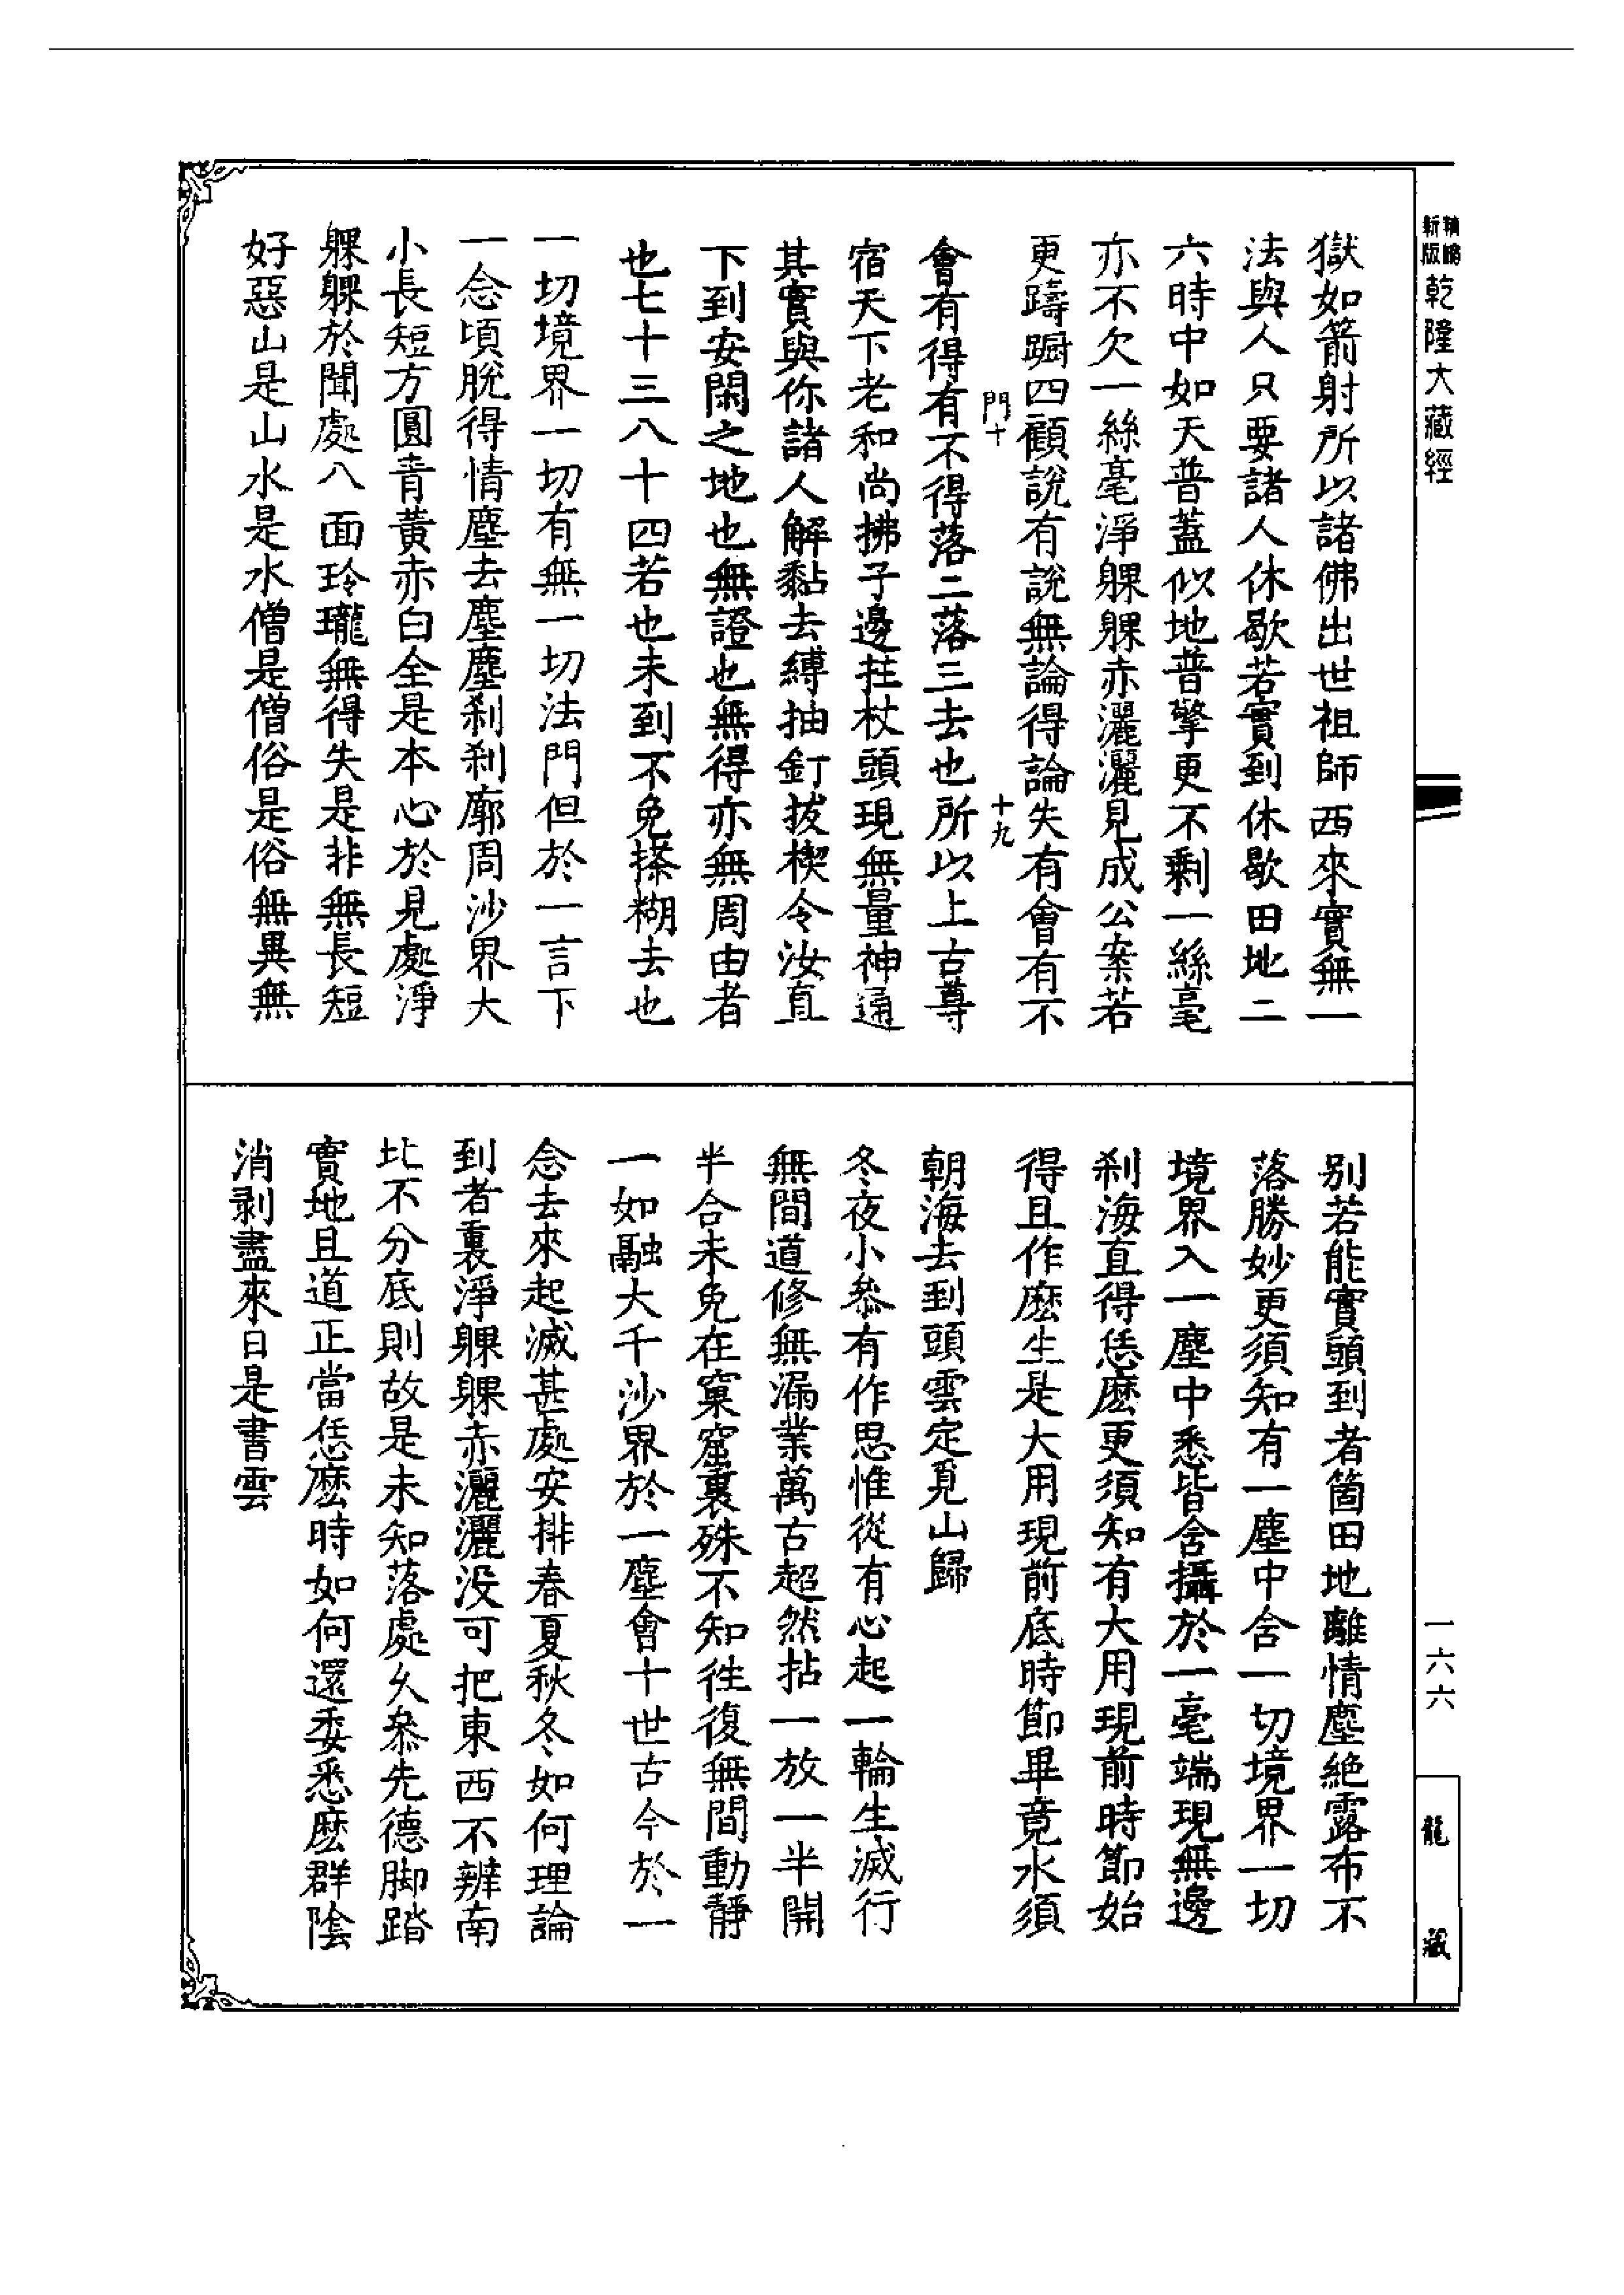 新版
精縮
乾隆大藏經
一六六
龍藏
獄如箭射所以諸佛出世祖師西來實無一
法與人只要諸人休歇若實到休歇田地二
六時中如天普蓋似地普擎更不剩一絲毫
亦不欠一絲毫淨躶躶赤灑灑見成公案若
更躊躕四顧說有說無論得論失有會有不
門十
十九
會有得有不得落二落三去也所以上古尊
宿天下老和尚拂子邊拄杖頭現無量神通
其實與你諸人解黏去縛抽釘拔楔令汝直
下到安閑之地也無證也無得亦無周由者
也七十三八十四若也未到不免搽糊去也
一切境界一切有無一切法門但於一言下
一念頃脫得情塵去塵塵刹刹廓周沙界大
小長短方圓青黃赤白全是本心於見處淨
躶躶於聞處八面玲瓏無得失是非無長短
好惡山是山水是水僧是僧俗是俗無異無
別若能實頭到者箇田地離情塵絕露布不
落勝妙更須知有一塵中含一切境界一切
境界入一塵中悉皆含攝於一毫端現無邊
刹海直得恁麽更須知有大用現前時節始
得且作麽生是大用現前底時節畢竟水須
朝海去到頭雲定覓山歸
冬夜小叅有作思惟從有心起一輪生滅行
無間道修無漏業萬古超然拈一放一半開
半合未免在窠窟裏殊不知往復無間動靜
一如融大千沙界於一塵會十世古今於一
念去來起滅甚處安排春夏秋冬如何理論
到者裏淨躶躶赤灑灑没可把東西不辨南
北不分底則故是未知落處久叅先德脚踏
實地且道正當恁麽時如何還委悉麽群陰
消剥盡來日是書雲